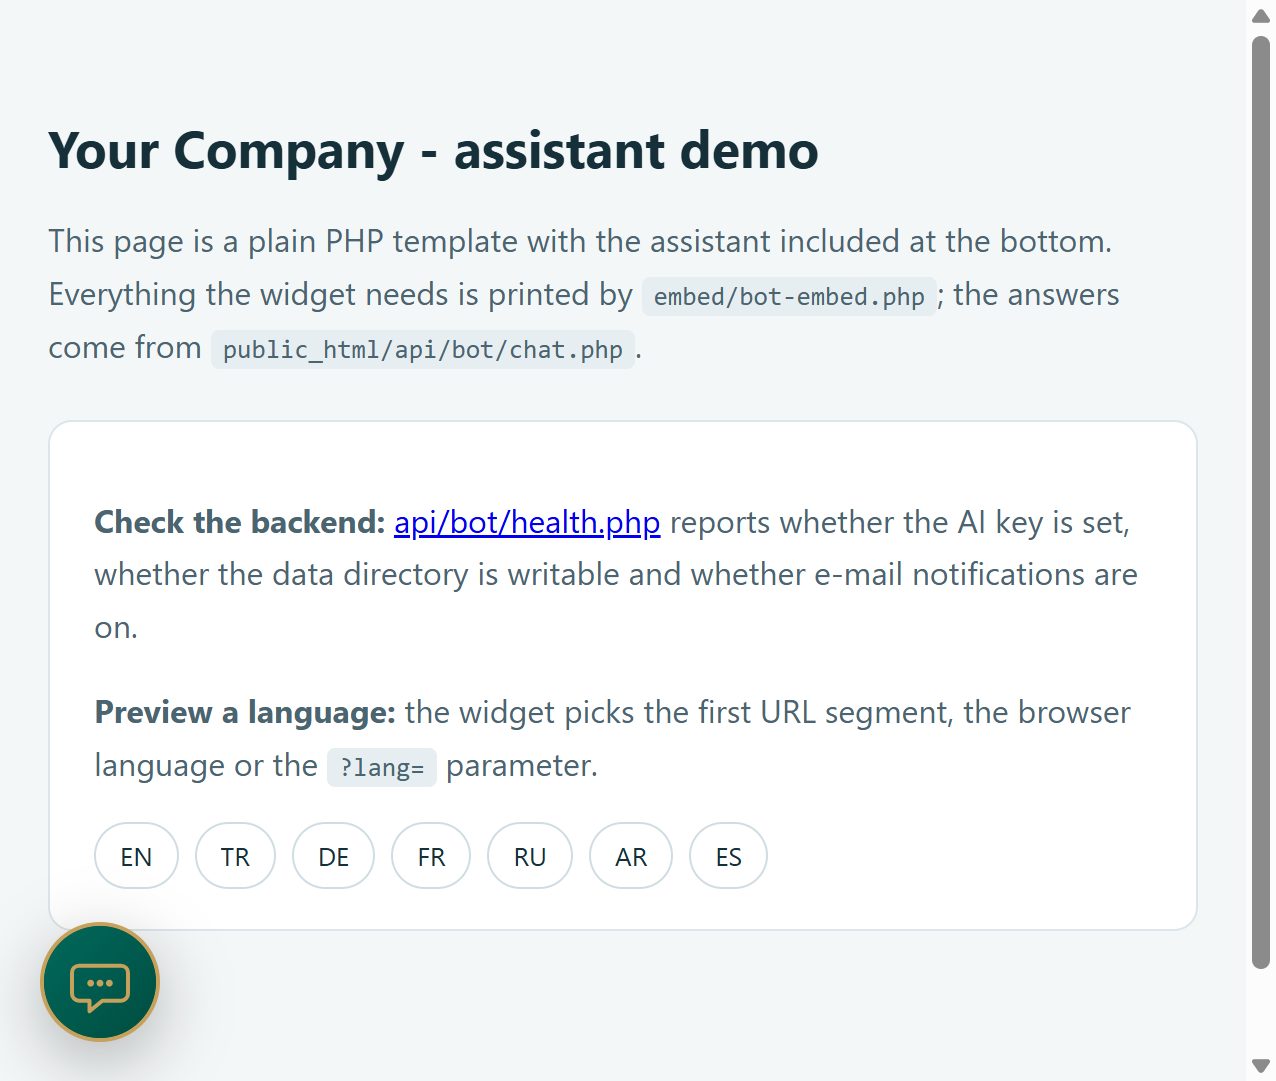 Your Company - assistant demo
This page is a plain PHP template with the assistant included at the bottom.
Everything the widget needs is printed by embed/bot-embed.php; the answers
come from public_html/api/bot/chat.php.
Check the backend: api/bot/health.php reports whether the AI key is set,
whether the data directory is writable and whether e-mail notifications are
on.
Preview a language: the widget picks the first URL segment, the browser
language or the ?lang= parameter.
EN TR DE FR RU AR ES